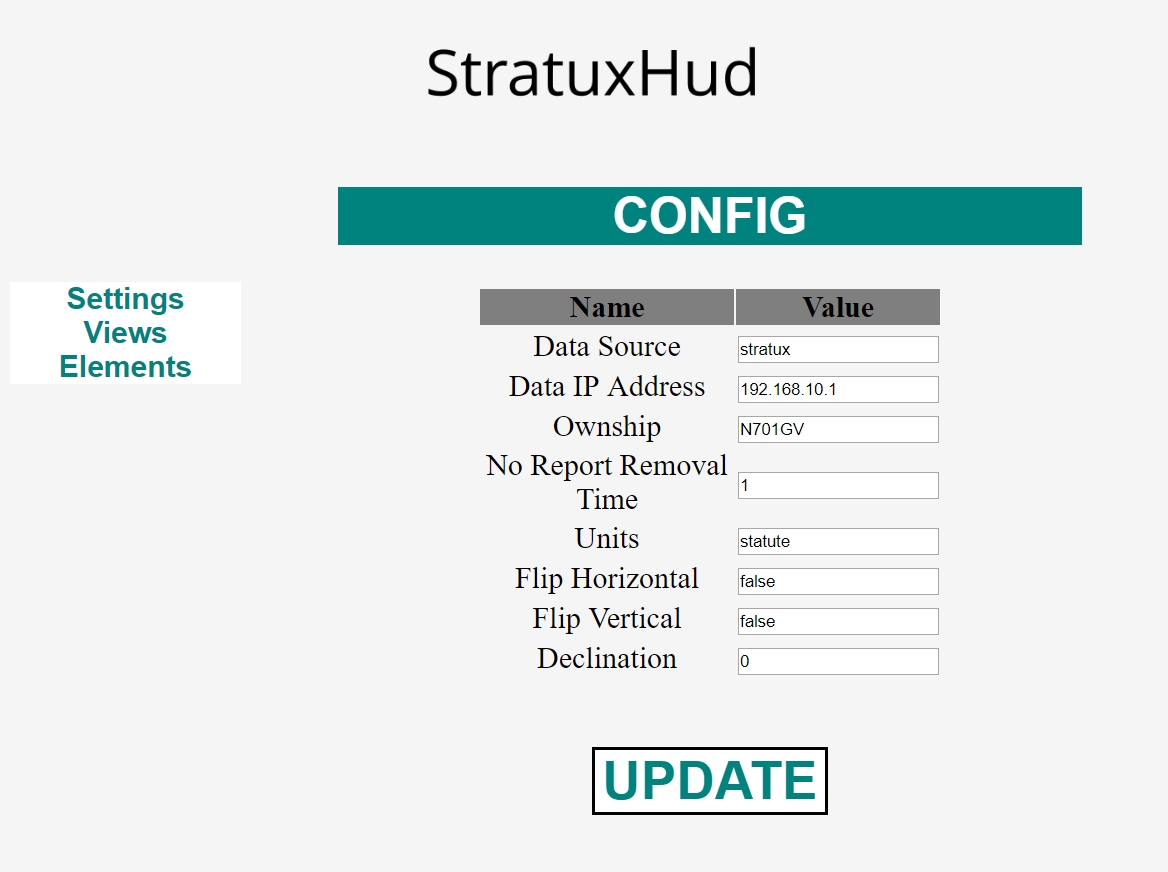 StratuxHud
CONFIG
Settings
Views
Elements
Name Value
Data Source stratux
Data IP Address 192.168.10.1
Ownship N701GV
No Report Removal
Time 1
Units statute
Flip Horizontal false
Flip Vertical false
Declination 0
UPDATE